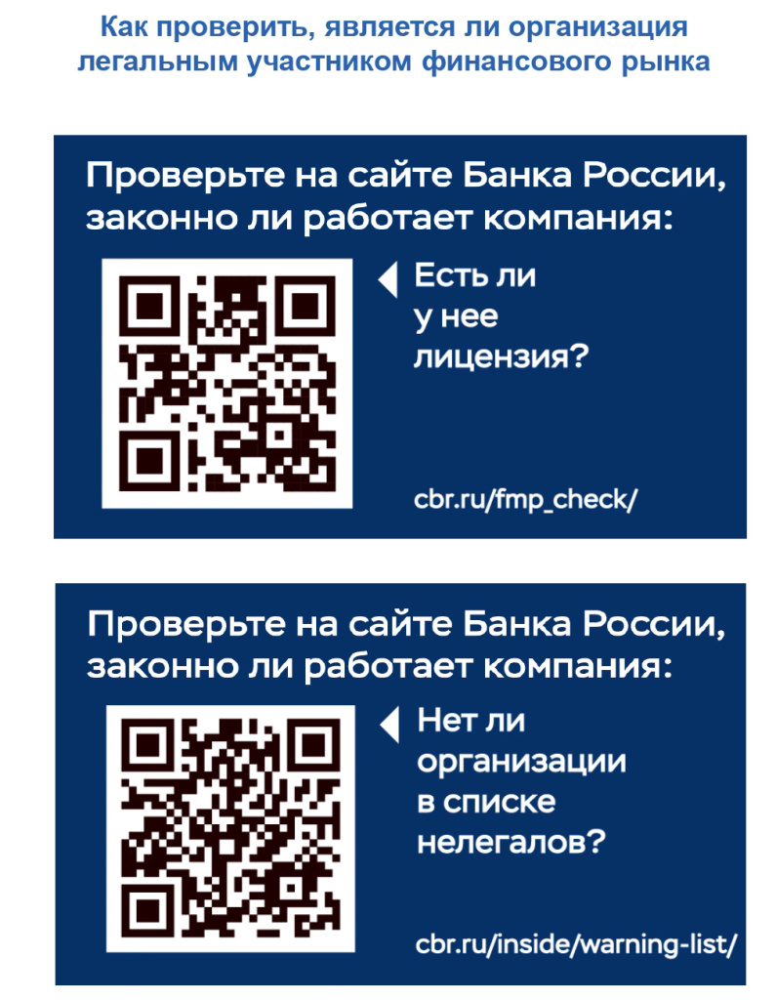 Как проверить, является ли организация
легальным участником финансового рынка
Проверьте на сайте Банка России,
законно ли работает компания:
Есть ли
у нее
лицензия?
cbr.ru/fmp_check/
Проверьте на сайте Банка России,
законно ли работает компания:
Нет ли
организации
в списке
нелегалов?
cbr.ru/inside/warning-list/